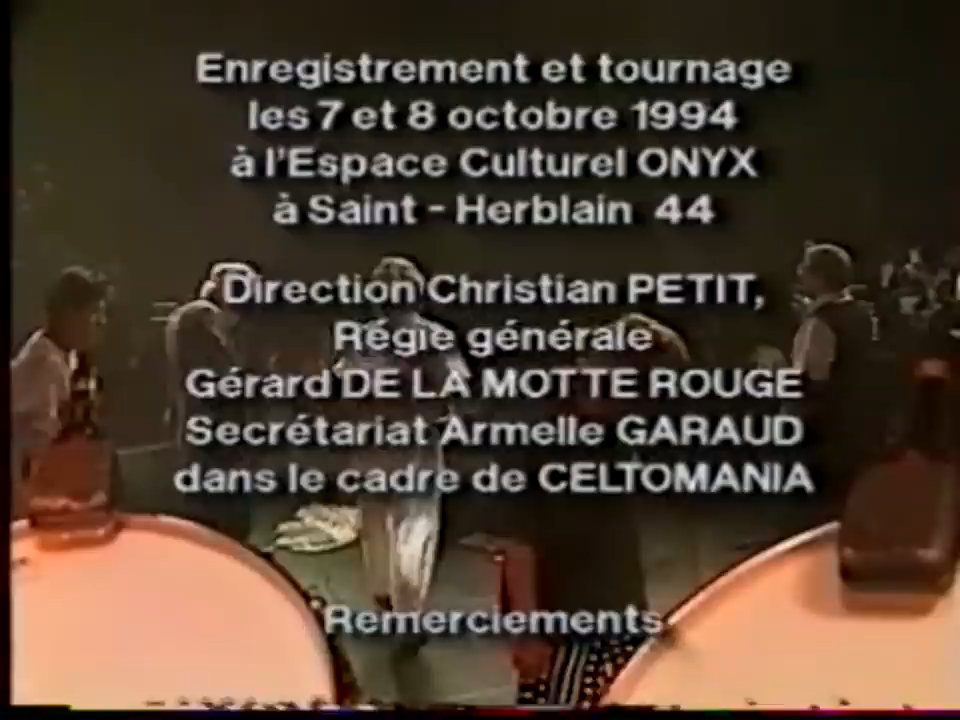 Enregistrement et tournage
les 7 et 8 octobre 1994
à l'Espace Culturel ONYX
à Saint - Herblain 44
Direction Christian PETIT,
Régie générale
Gérard DE LA MOTTE ROUGE
Secrétariat Armelle GARAUD
dans le cadre de CELTOMANIA
Remerciements